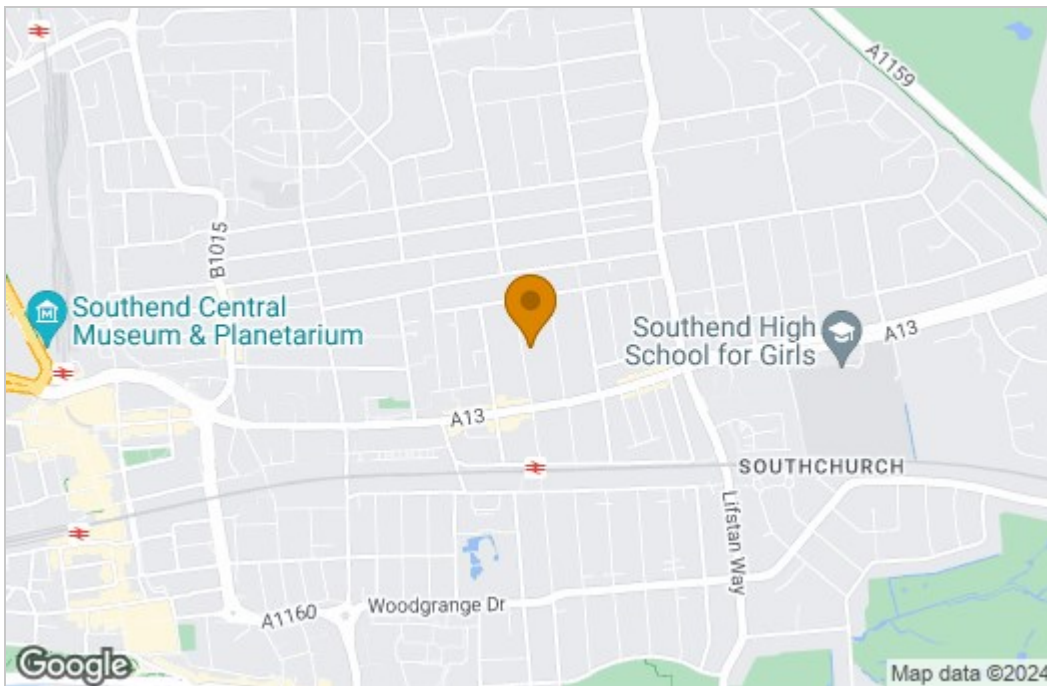 A1159
B1015
Southend Central
Museum & Planetarium
Southend High
School for Girls
A13
A13
SOUTHCHURCH
Lifstan Way
A1160
Woodgrange Dr
Google
Map data ©2024